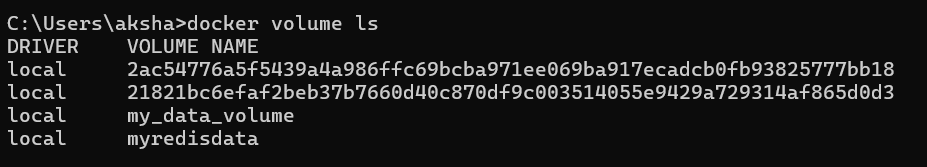 C:\Users\aksha>docker volume ls
DRIVER    VOLUME NAME
local     2ac54776a5f5439a4a986ffc69bcba971ee069ba917ecadcb0fb93825777bb18
local     21821bc6efaf2beb37b7660d40c870df9c003514055e9429a729314af865d0d3
local     my_data_volume
local     myredisdata